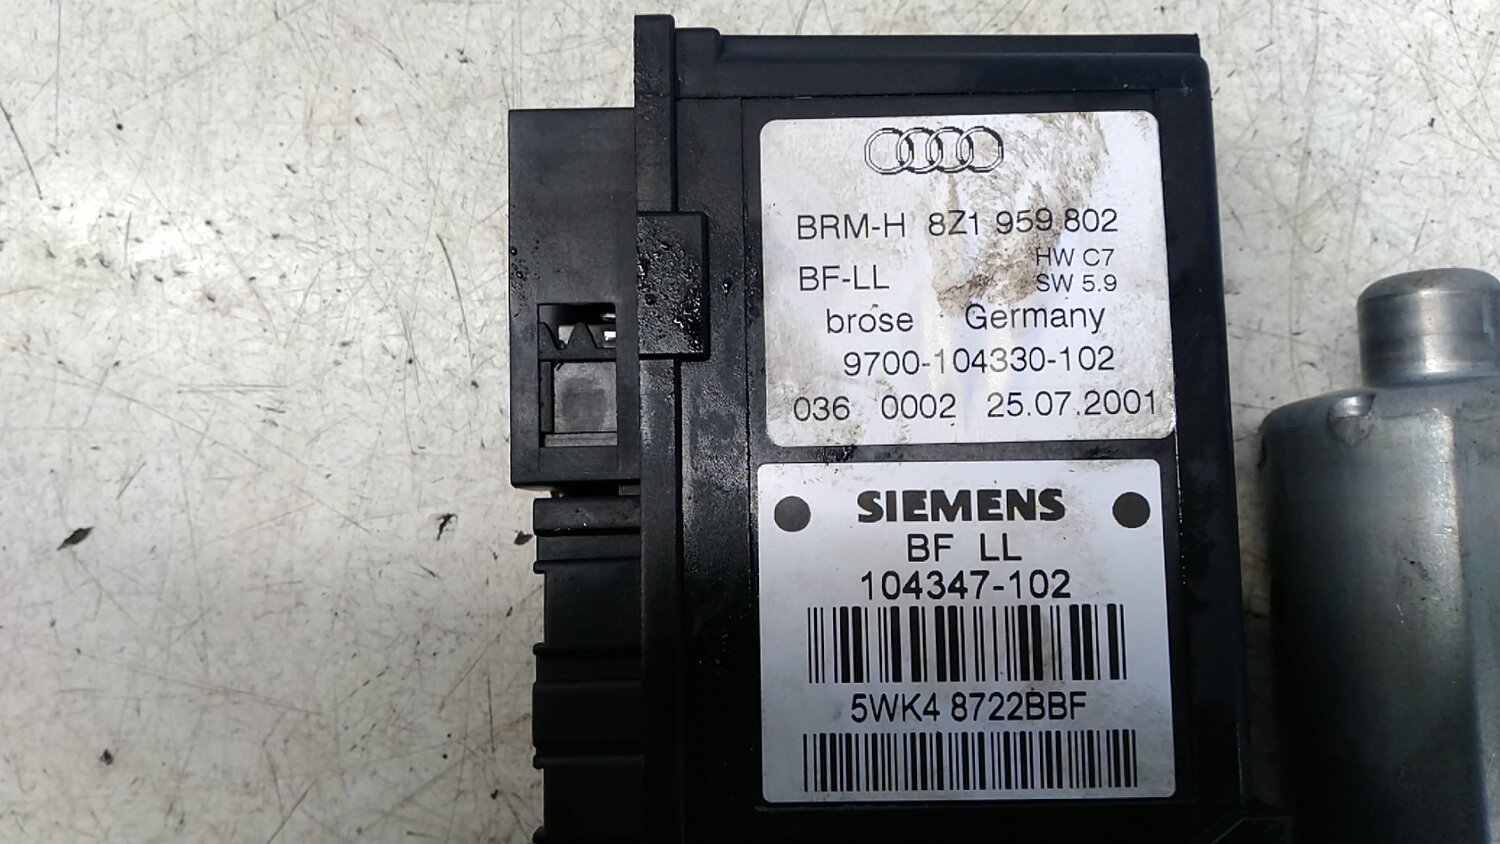 BRM-H 8Z1 959 802
BF-LL HW C7
SW 5.9
brose Germany
9700-104330-102
036 0002 25.07.2001
SIEMENS
BF LL
104347-102
5WK4 8722BBF